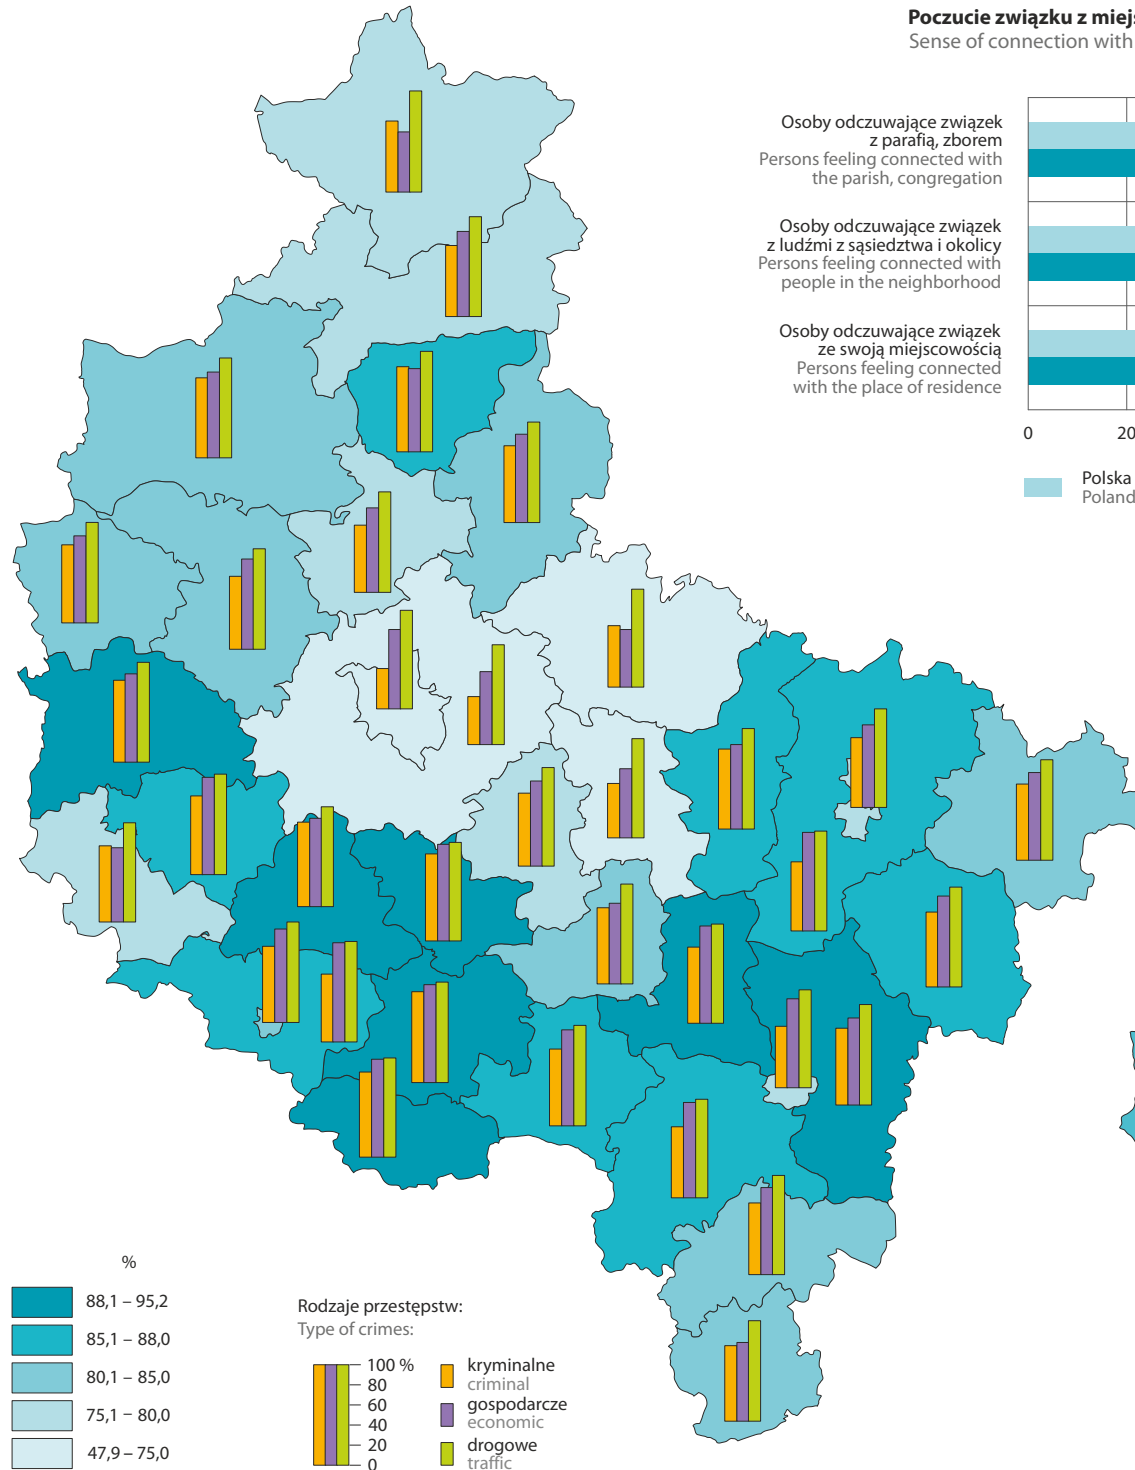 Poczucie związku z miejs
Sense of connection with
Osoby odczuwające związek
z parafią, zborem
Persons feeling connected with
the parish, congregation
Osoby odczuwające związek
z ludźmi z sąsiedztwa i okolicy
Persons feeling connected with
people in the neighborhood
Osoby odczuwające związek
ze swoją miejscowością
Persons feeling connected
with the place of residence
0 20
Polska
Poland
%
88,1 – 95,2
85,1 – 88,0
80,1 – 85,0
75,1 – 80,0
47,9 – 75,0
Rodzaje przestępstw:
Type of crimes:
100 %
80
60
40
20
0
kryminalne
criminal
gospodarcze
economic
drogowe
traffic